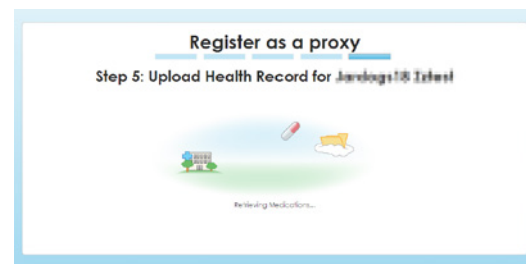 Register as a proxy
Step 5: Upload Health Record for
Retrieving Medications...